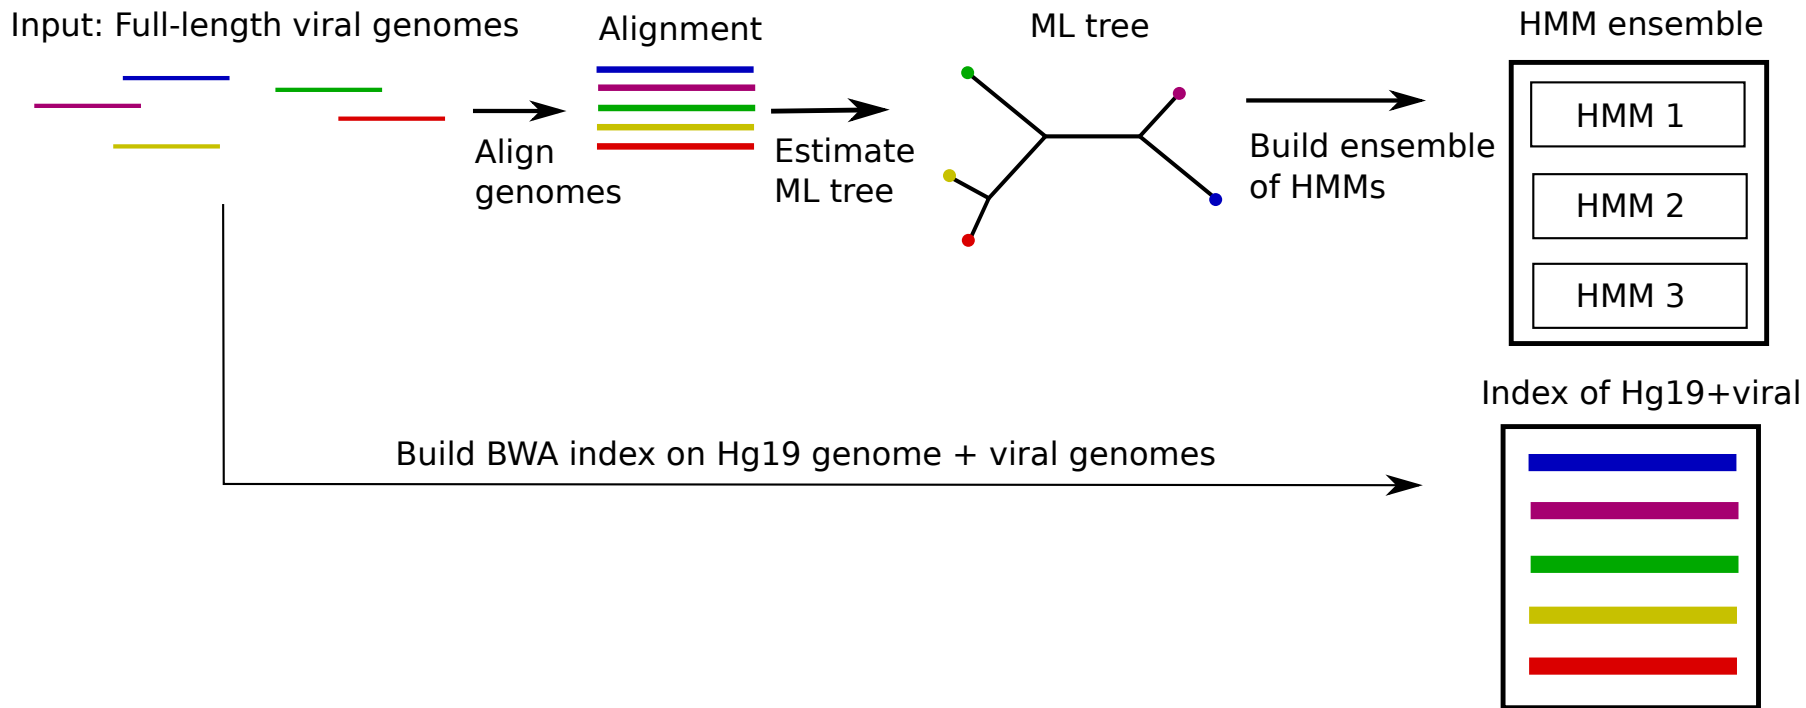 Input: Full-length viral genomes
Alignment
ML tree
HMM ensemble
Align
genomes
Estimate
ML tree
Build ensemble
of HMMs
HMM 1
HMM 2
HMM 3
Index of Hg19+viral
Build BWA index on Hg19 genome + viral genomes